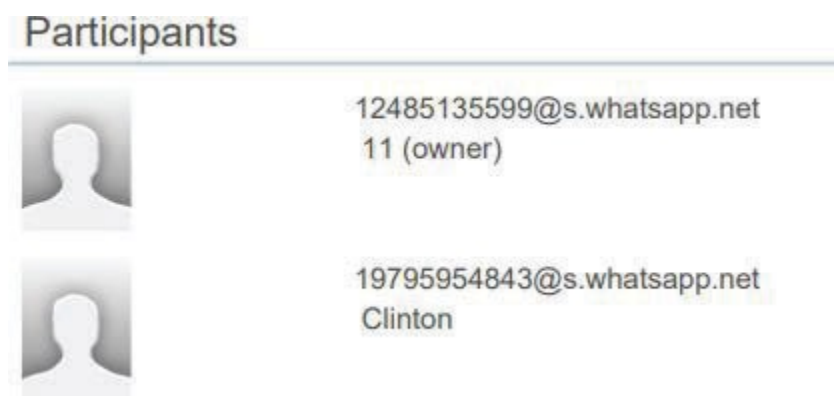 Participants
12485135599@s.whatsapp.net
11 (owner)
19795954843@s.whatsapp.net
Clinton